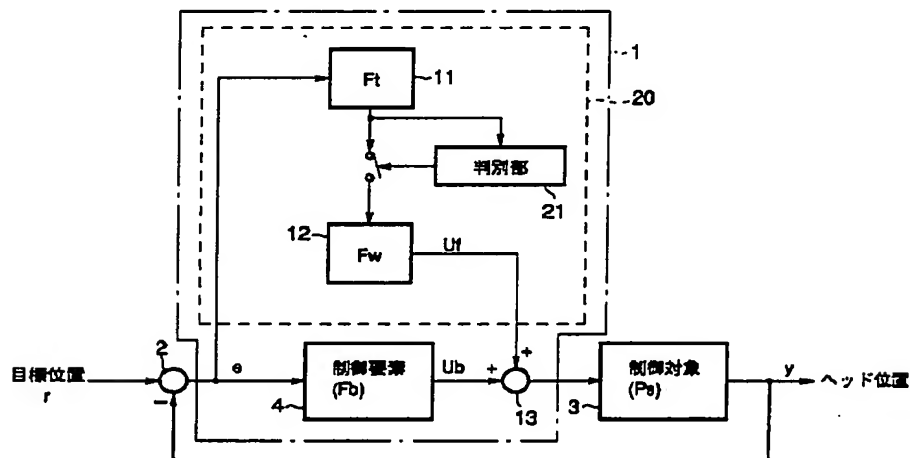 1
Ft
11
20
判別部
21
12
Fw
Uf
2
目標位置
r
−
e
制御要素
(Fb)
4
Ub
+
+
13
制御対象
(Ps)
3
y
ヘッド位置